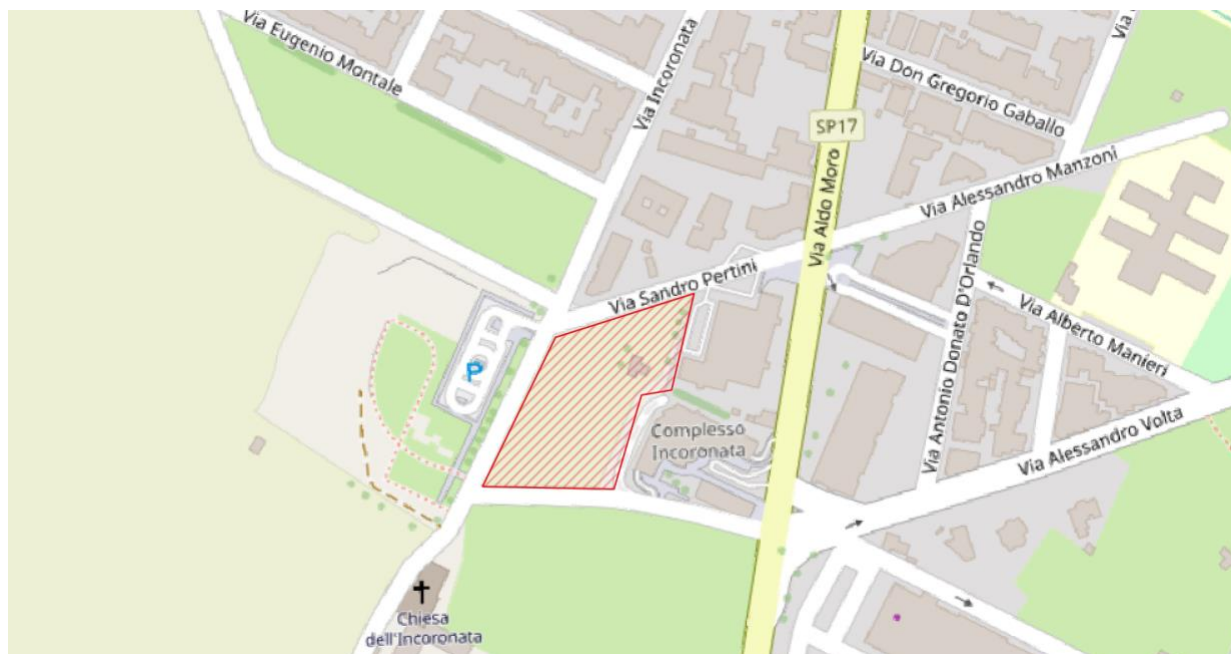 Via Eugenio Montale
Via Incoronata
Via Don Gregorio Gaballo
SP17
Via Aldo Moro
Via Alessandro Manzoni
Via Sandro Pertini
Via Antonio Donato D'Orlando
Via Alberto Manieri
P
Complesso
Incoronata
Via Alessandro Volta
Chiesa
dell'Incoronata